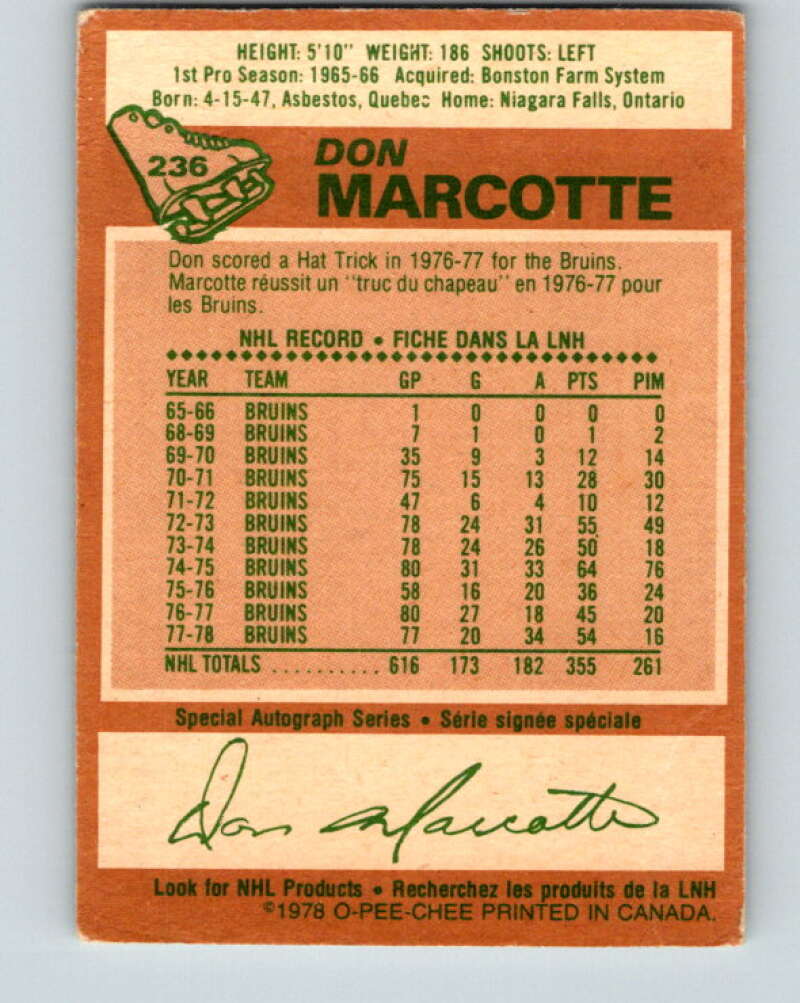 HEIGHT: 5'10" WEIGHT: 186 SHOOTS: LEFT
1st Pro Season: 1965-66 Acquired: Bonston Farm System
Born: 4-15-47, Asbestos, Quebec Home: Niagara Falls, Ontario
236
DON
MARCOTTE
Don scored a Hat Trick in 1976-77 for the Bruins.
Marcotte réussit un "truc du chapeau" en 1976-77 pour
les Bruins.
NHL RECORD • FICHE DANS LA LNH
YEAR TEAM GP G A PTS PIM
65-66 BRUINS 1 0 0 0 0
68-69 BRUINS 7 1 0 1 2
69-70 BRUINS 35 9 3 12 14
70-71 BRUINS 75 15 13 28 30
71-72 BRUINS 47 6 4 10 12
72-73 BRUINS 78 24 31 55 49
73-74 BRUINS 78 24 26 50 18
74-75 BRUINS 80 31 33 64 76
75-76 BRUINS 58 16 20 36 24
76-77 BRUINS 80 27 18 45 20
77-78 BRUINS 77 20 34 54 16
NHL TOTALS .......... 616 173 182 355 261
Special Autograph Series • Série signée spéciale
Don Marcotte
Look for NHL Products • Recherchez les produits de la LNH
©1978 O-PEE-CHEE PRINTED IN CANADA.